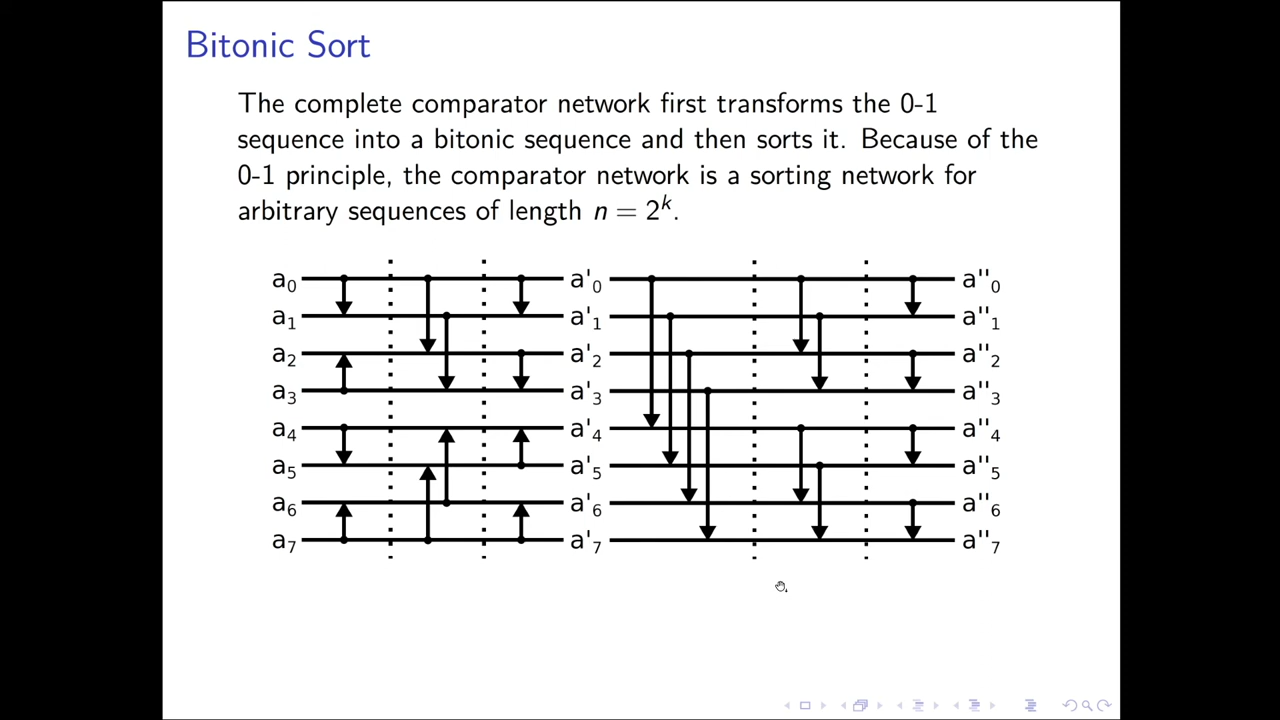 Bitonic Sort
The complete comparator network first transforms the 0-1
sequence into a bitonic sequence and then sorts it. Because of the
0-1 principle, the comparator network is a sorting network for
arbitrary sequences of length n = 2^k.
a₀ a'₀ a''₀
a₁ a'₁ a''₁
a₂ a'₂ a''₂
a₃ a'₃ a''₃
a₄ a'₄ a''₄
a₅ a'₅ a''₅
a₆ a'₆ a''₆
a₇ a'₇ a''₇